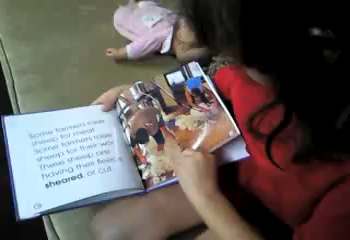 Some farmers raise
sheep for meat.
Some farmers raise
sheep for their wool.
These sheep are
having their fleece
sheared, or cut.